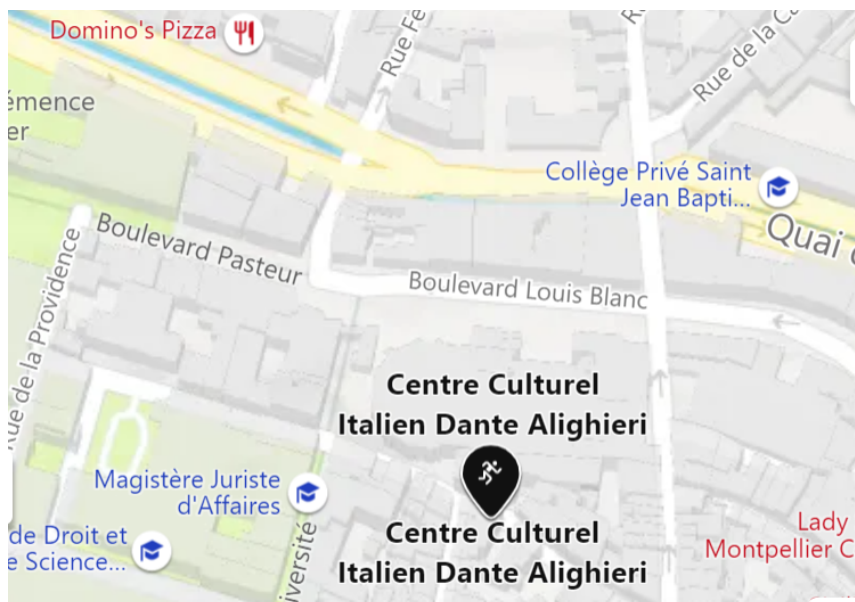 Domino's Pizza
Rue Fe
R
Rue de la Ca
émence
er
Collège Privé Saint
Jean Bapti...
Quai
Boulevard Pasteur
Boulevard Louis Blanc
Rue de la Providence
Centre Culturel
Italien Dante Alighieri
Magistère Juriste
d'Affaires
de Droit et
e Science...
iversité
Centre Culturel
Italien Dante Alighieri
Lady
Montpellier C